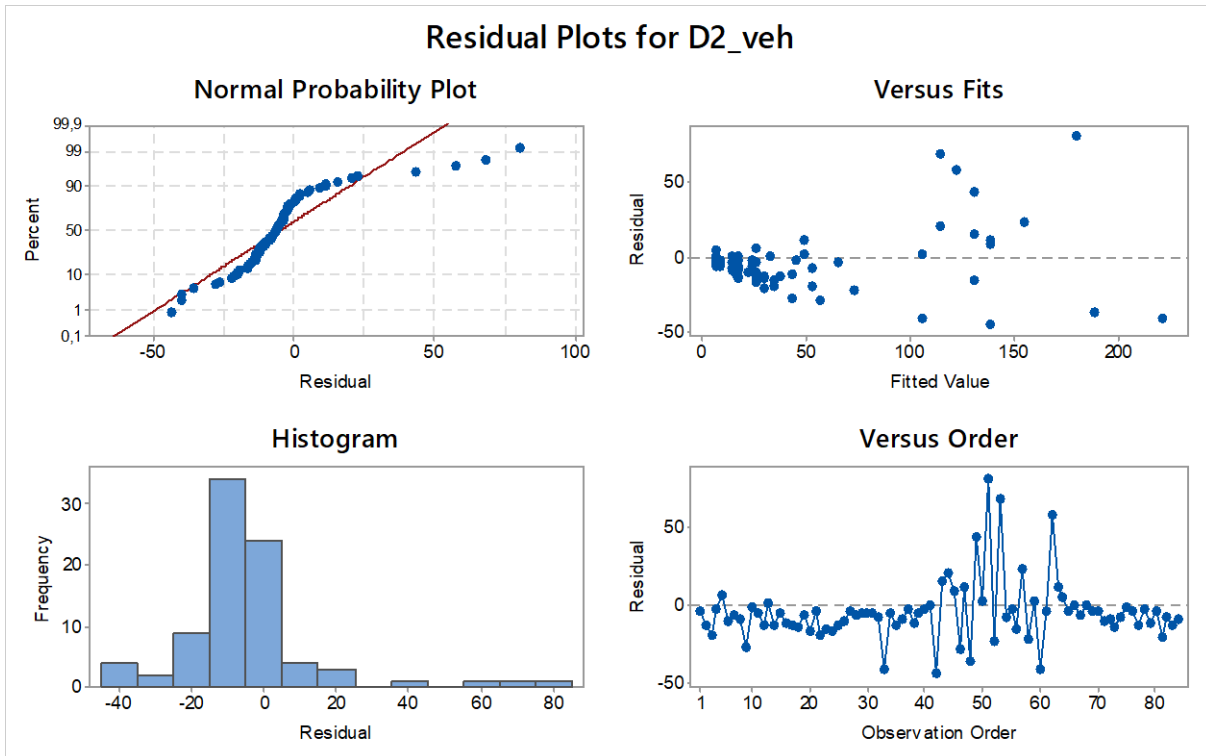 Residual Plots for D2_veh
Normal Probability Plot
99,9
99
90
50
10
1
0,1
Percent
-50 0 50 100
Residual
Versus Fits
50
0
-50
Residual
0 50 100 150 200
Fitted Value
Histogram
30
20
10
0
Frequency
-40 -20 0 20 40 60 80
Residual
Versus Order
50
0
-50
Residual
1 10 20 30 40 50 60 70 80
Observation Order